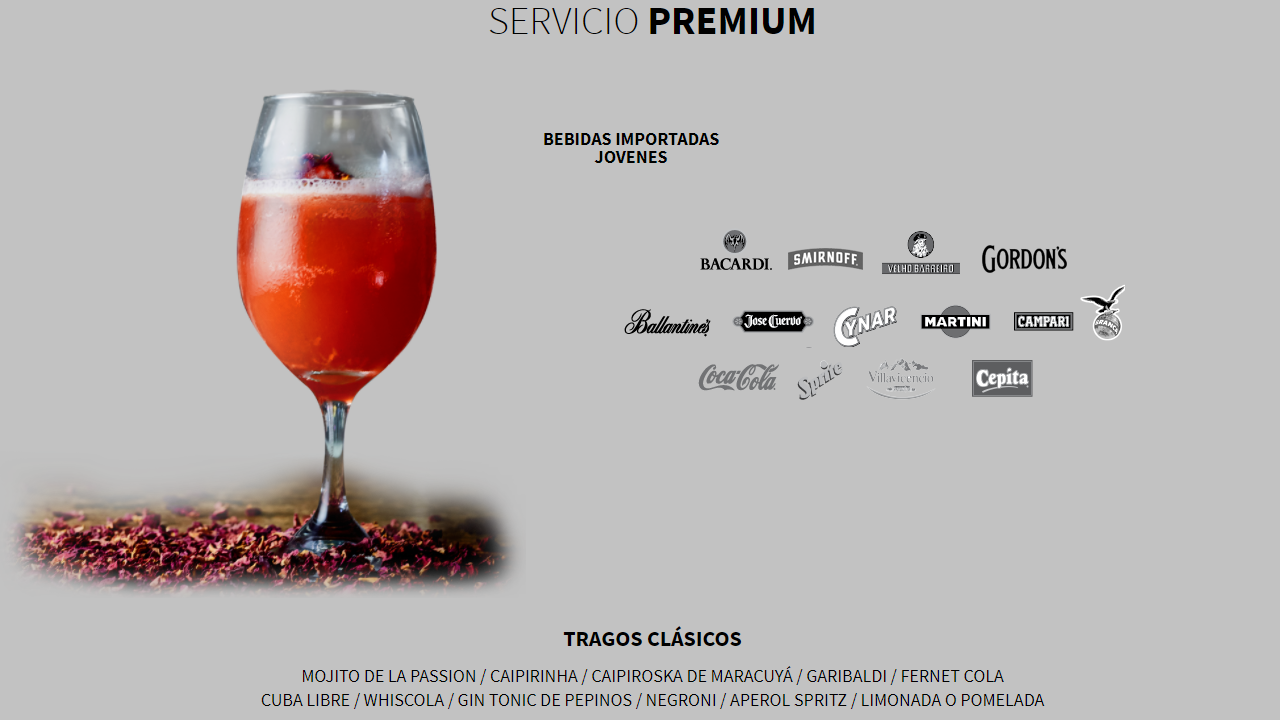 SERVICIO PREMIUM
BEBIDAS IMPORTADAS
JOVENES
BACARDI.
SMIRNOFF.
VELHO BARREIRO
GORDON'S
Ballantine's
Jose Cuervo
CYNAR
MARTINI
CAMPARI
BRANCA
Coca-Cola
Sprite
Villavicencio
Cepita
TRAGOS CLÁSICOS
MOJITO DE LA PASSION / CAIPIRINHA / CAIPIROSKA DE MARACUYÁ / GARIBALDI / FERNET COLA
CUBA LIBRE / WHISCOLA / GIN TONIC DE PEPINOS / NEGRONI / APEROL SPRITZ / LIMONADA O POMELADA